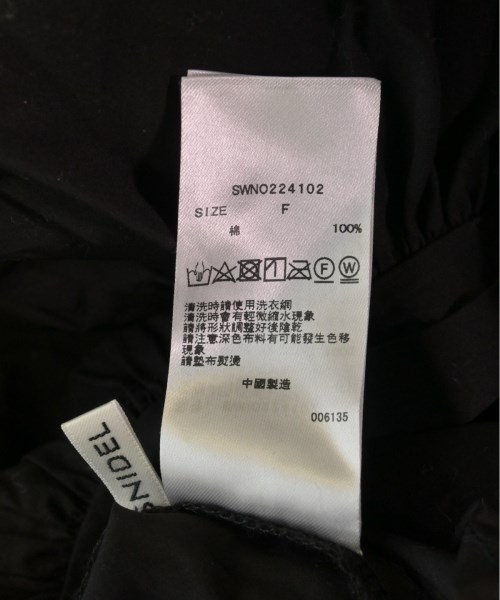 SWNO224102
SIZE F
棉 100%
F W
清洗時請使用洗衣網
清洗時會有輕微縮水現象
請將形狀調整好後陰乾
請注意深色布料有可能發生色移
現象
請墊布熨燙
中國製造
006135
SNIDEL